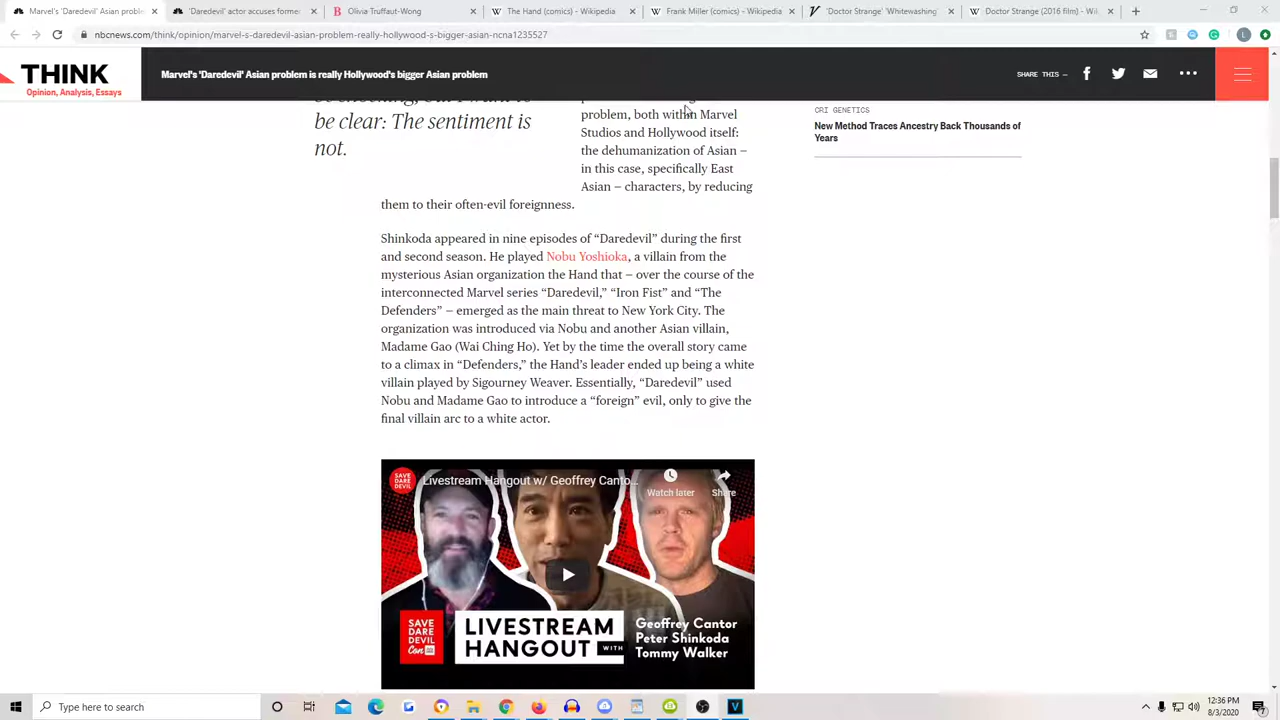 Marvel's 'Daredevil' Asian prob
'Daredevil' actor accuses former
Olivia Truffaut-Wong
The Hand (comics) - Wikipedia
Frank Miller (comics) - Wikipedia
'Doctor Strange' 'Whitewashing'
Doctor Strange (2016 film) - Wiki
nbcnews.com/think/opinion/marvel-s-daredevil-asian-problem-really-hollywood-s-bigger-asian-ncna1235527
THINK
Opinion, Analysis, Essays
Marvel's 'Daredevil' Asian problem is really Hollywood's bigger Asian problem
SHARE THIS —
be clear: The sentiment is
not.
problem, both within Marvel
Studios and Hollywood itself:
the dehumanization of Asian —
in this case, specifically East
Asian — characters, by reducing
them to their often-evil foreignness.
CRI GENETICS
New Method Traces Ancestry Back Thousands of
Years
Shinkoda appeared in nine episodes of “Daredevil” during the first
and second season. He played Nobu Yoshioka, a villain from the
mysterious Asian organization the Hand that — over the course of the
interconnected Marvel series “Daredevil,” “Iron Fist” and “The
Defenders” — emerged as the main threat to New York City. The
organization was introduced via Nobu and another Asian villain,
Madame Gao (Wai Ching Ho). Yet by the time the overall story came
to a climax in “Defenders,” the Hand’s leader ended up being a white
villain played by Sigourney Weaver. Essentially, “Daredevil” used
Nobu and Madame Gao to introduce a “foreign” evil, only to give the
final villain arc to a white actor.
SAVE
DARE
DEVIL
Livestream Hangout w/ Geoffrey Canto...
Watch later
Share
SAVE
DARE
DEVIL
Con
LIVESTREAM
HANGOUT WITH
Geoffrey Cantor
Peter Shinkoda
Tommy Walker
Type here to search
12:36 PM
8/3/2020